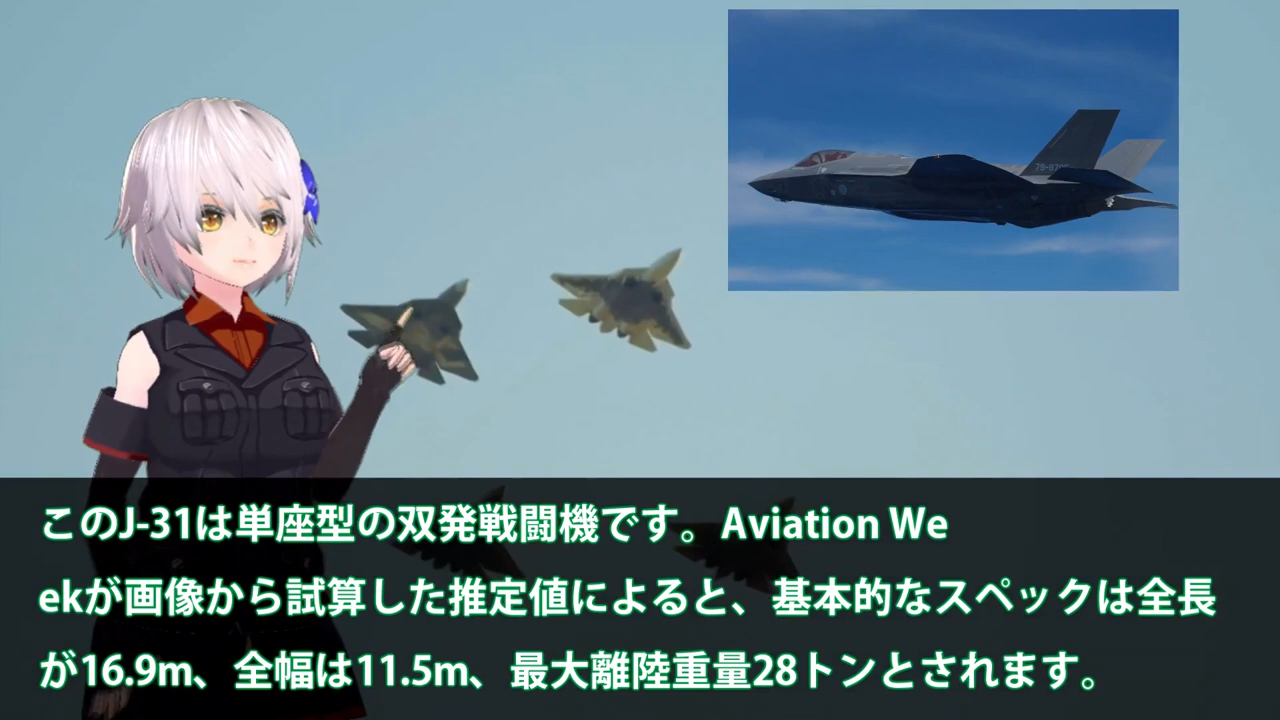 このJ-31は単座型の双発戦闘機です。Aviation We
ekが画像から試算した推定値によると、基本的なスペックは全長
が16.9m、全幅は11.5m、最大離陸重量28トンとされます。